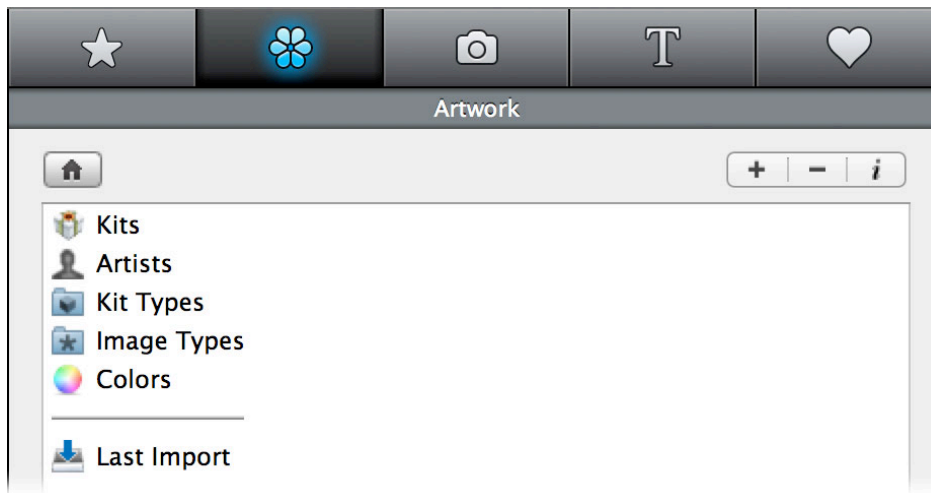 Artwork
Kits
Artists
Kit Types
Image Types
Colors
Last Import